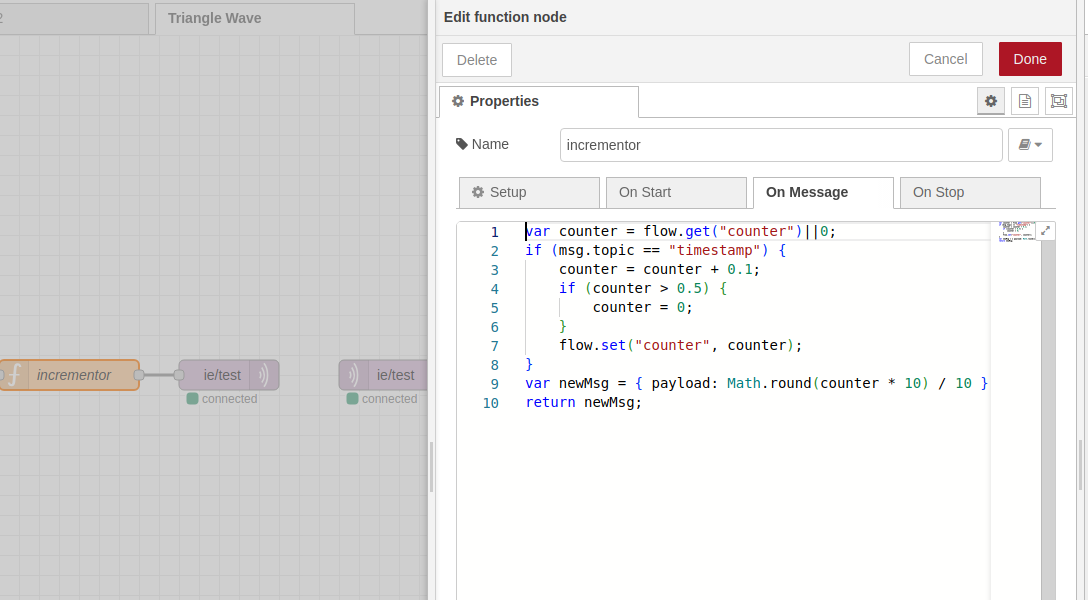 2
Triangle Wave
Edit function node
Delete
Cancel
Done
Properties
Name
incrementor
Setup
On Start
On Message
On Stop
1 var counter = flow.get("counter")||0;
2 if (msg.topic == "timestamp") {
3 counter = counter + 0.1;
4 if (counter > 0.5) {
5 counter = 0;
6 }
7 flow.set("counter", counter);
8 }
9 var newMsg = { payload: Math.round(counter * 10) / 10 }
10 return newMsg;
incrementor
ie/test
connected
ie/test
connected